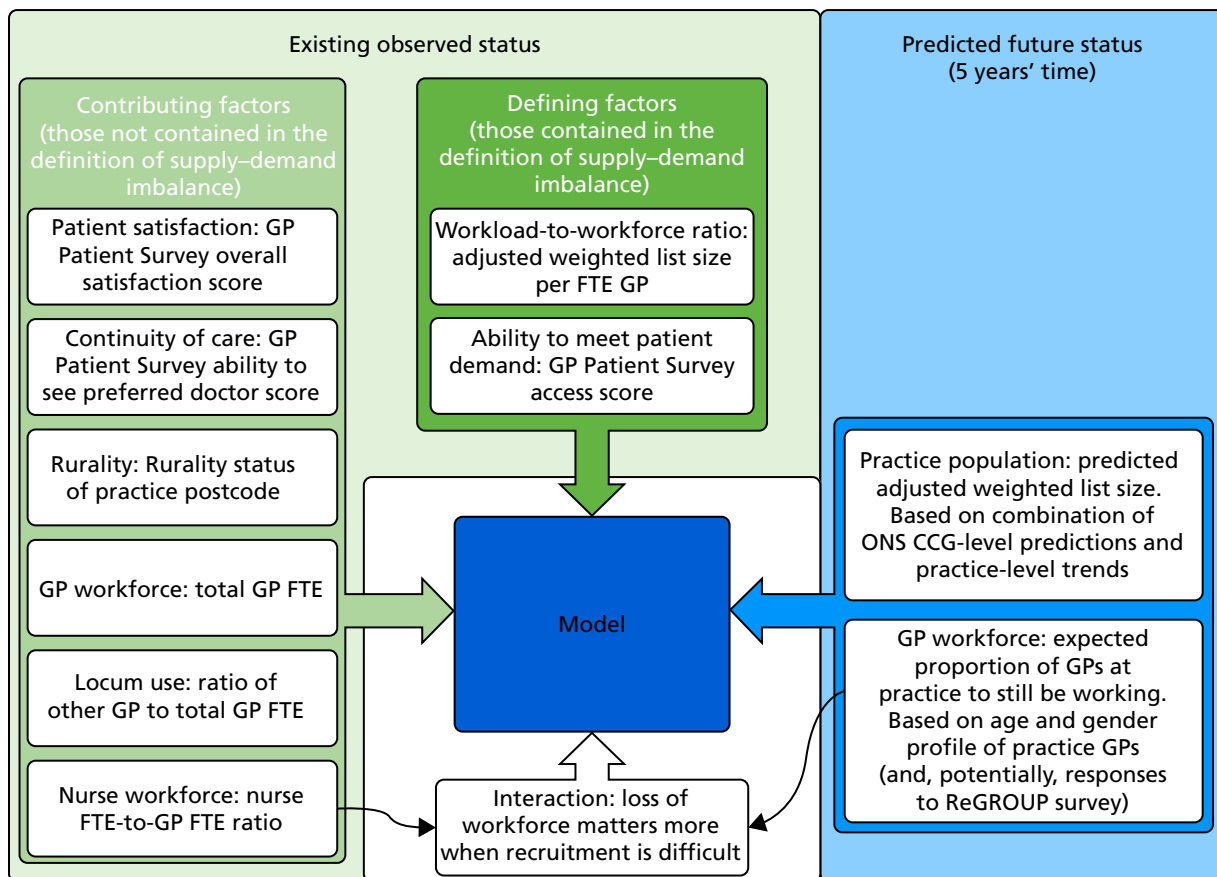 Existing observed status
Predicted future status
(5 years’ time)
Contributing factors
(those not contained in the
definition of supply–demand
imbalance)
Patient satisfaction: GP
Patient Survey overall
satisfaction score
Continuity of care: GP
Patient Survey ability to
see preferred doctor score
Rurality: Rurality status
of practice postcode
GP workforce: total GP FTE
Locum use: ratio of
other GP to total GP FTE
Nurse workforce: nurse
FTE-to-GP FTE ratio
Defining factors
(those contained in the
definition of supply–demand
imbalance)
Workload-to-workforce ratio:
adjusted weighted list size
per FTE GP
Ability to meet patient
demand: GP Patient Survey
access score
Model
Interaction: loss of
workforce matters more
when recruitment is difficult
Practice population: predicted
adjusted weighted list size.
Based on combination of
ONS CCG-level predictions and
practice-level trends
GP workforce: expected
proportion of GPs at
practice to still be working.
Based on age and gender
profile of practice GPs
(and, potentially, responses
to ReGROUP survey)